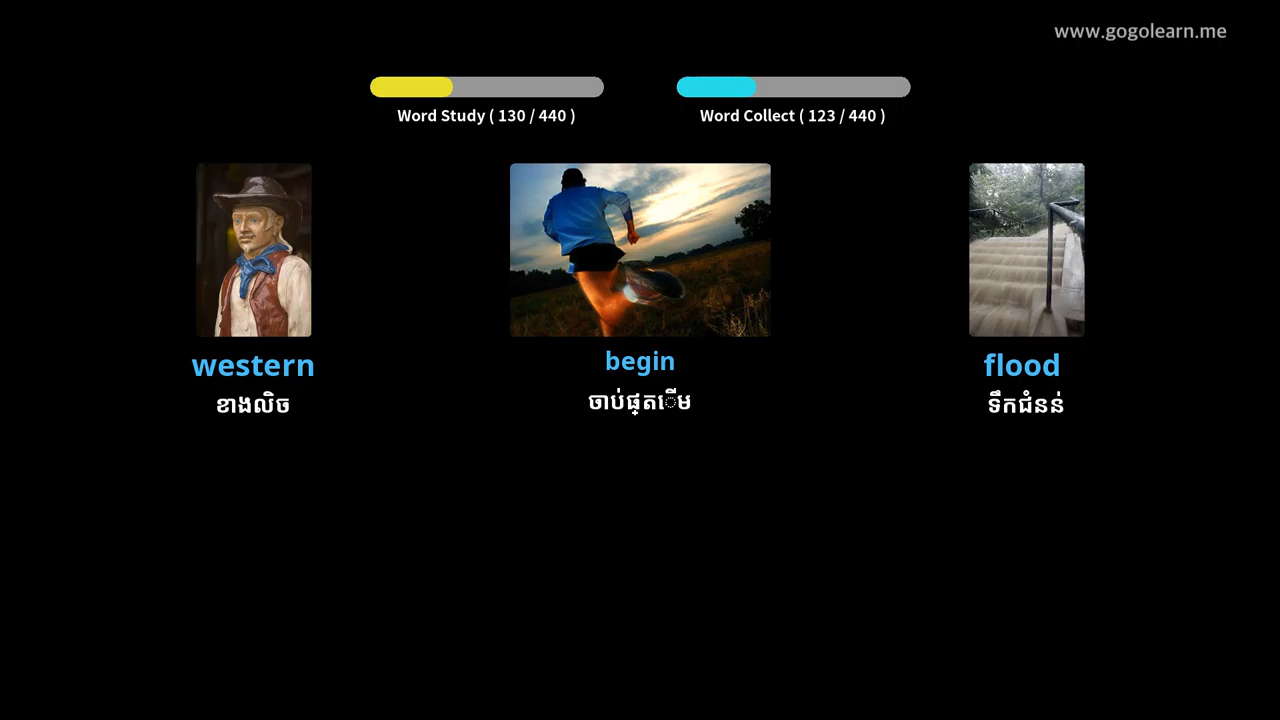 www.gogolearn.me
Word Study ( 130 / 440 )
Word Collect ( 123 / 440 )
western
begin
flood
ខាងលិច
ចាប់ផ្តើម
ទឹកជំនន់